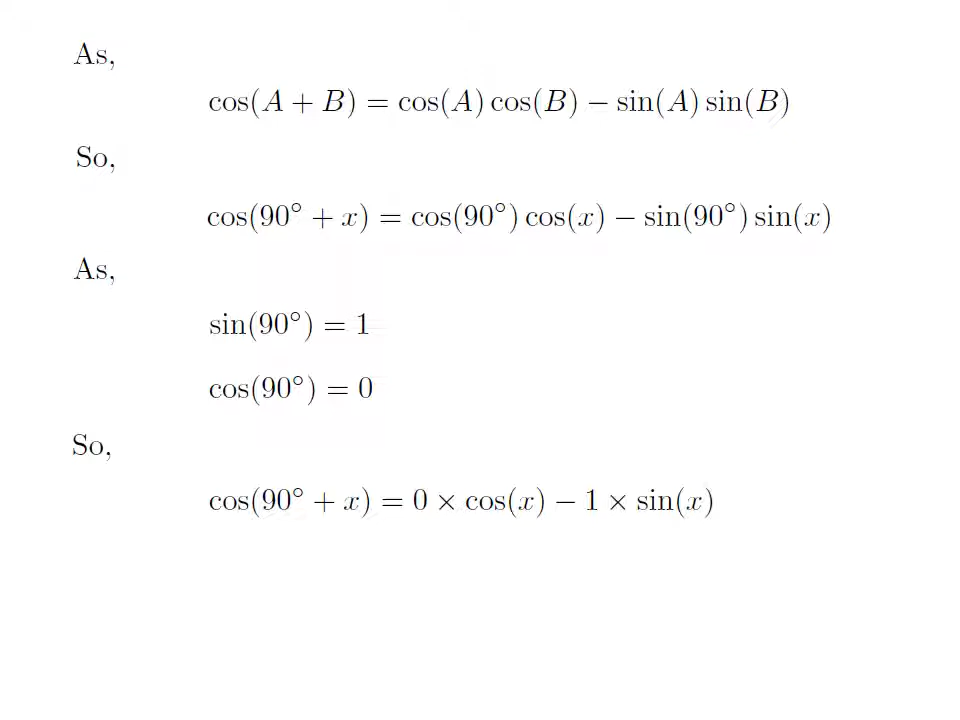 As,
cos(A + B) = cos(A) cos(B) − sin(A) sin(B)
So,
cos(90° + x) = cos(90°) cos(x) − sin(90°) sin(x)
As,
sin(90°) = 1
cos(90°) = 0
So,
cos(90° + x) = 0 × cos(x) − 1 × sin(x)